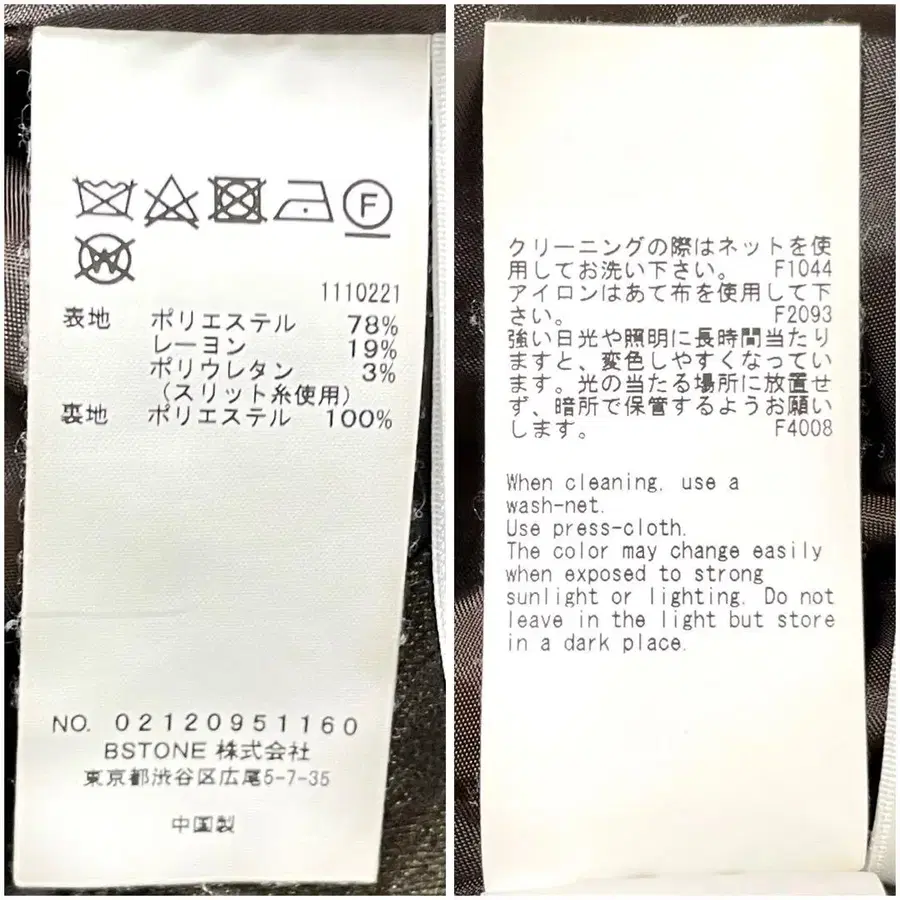 F
W
1110221
表地 ポリエステル 78%
レーヨン 19%
ポリウレタン 3%
(スリット糸使用)
裏地 ポリエステル 100%
NO. 02120951160
BSTONE 株式会社
東京都渋谷区広尾5-7-35
中国製
クリーニングの際はネットを使
用してお洗い下さい。 F1044
アイロンはあて布を使用して下
さい。 F2093
強い日光や照明に長時間当たり
ますと、変色しやすくなってい
ます。光の当たる場所に放置せ
ず、暗所で保管するようお願い
します。 F4008
When cleaning, use a
wash-net.
Use press-cloth.
The color may change easily
when exposed to strong
sunlight or lighting. Do not
leave in the light but store
in a dark place.